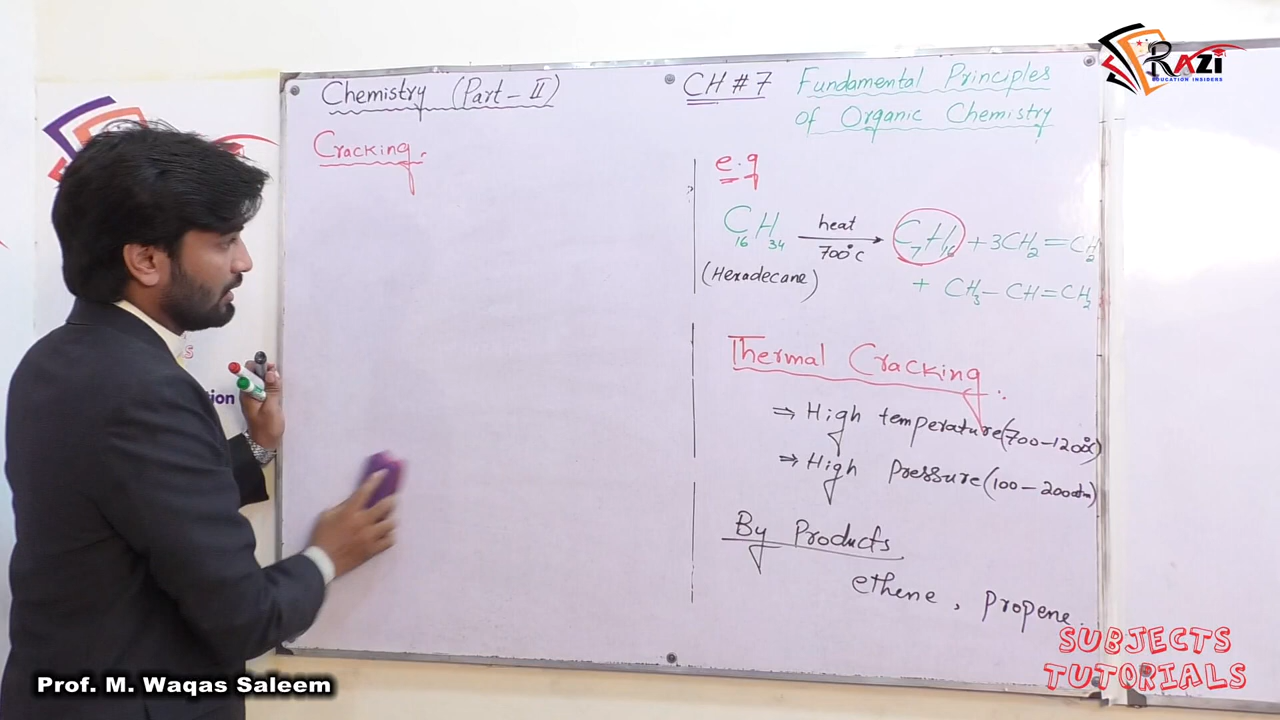 Chemistry (Part-II)
CH # 7 Fundamental Principles
of Organic Chemistry
Cracking.
e.g
C16H34 heat 700°C C7H16 + 3CH2=CH2
(Hexadecane)
+ CH3-CH=CH2
Thermal Cracking
⇒ High temperature (700-1200°C)
⇒ High Pressure (100-200atm)
By Products
ethene, Propene.
RAZI
EDUCATION INSIDERS
SUBJECTS
TUTORIALS
Prof. M. Waqas Saleem